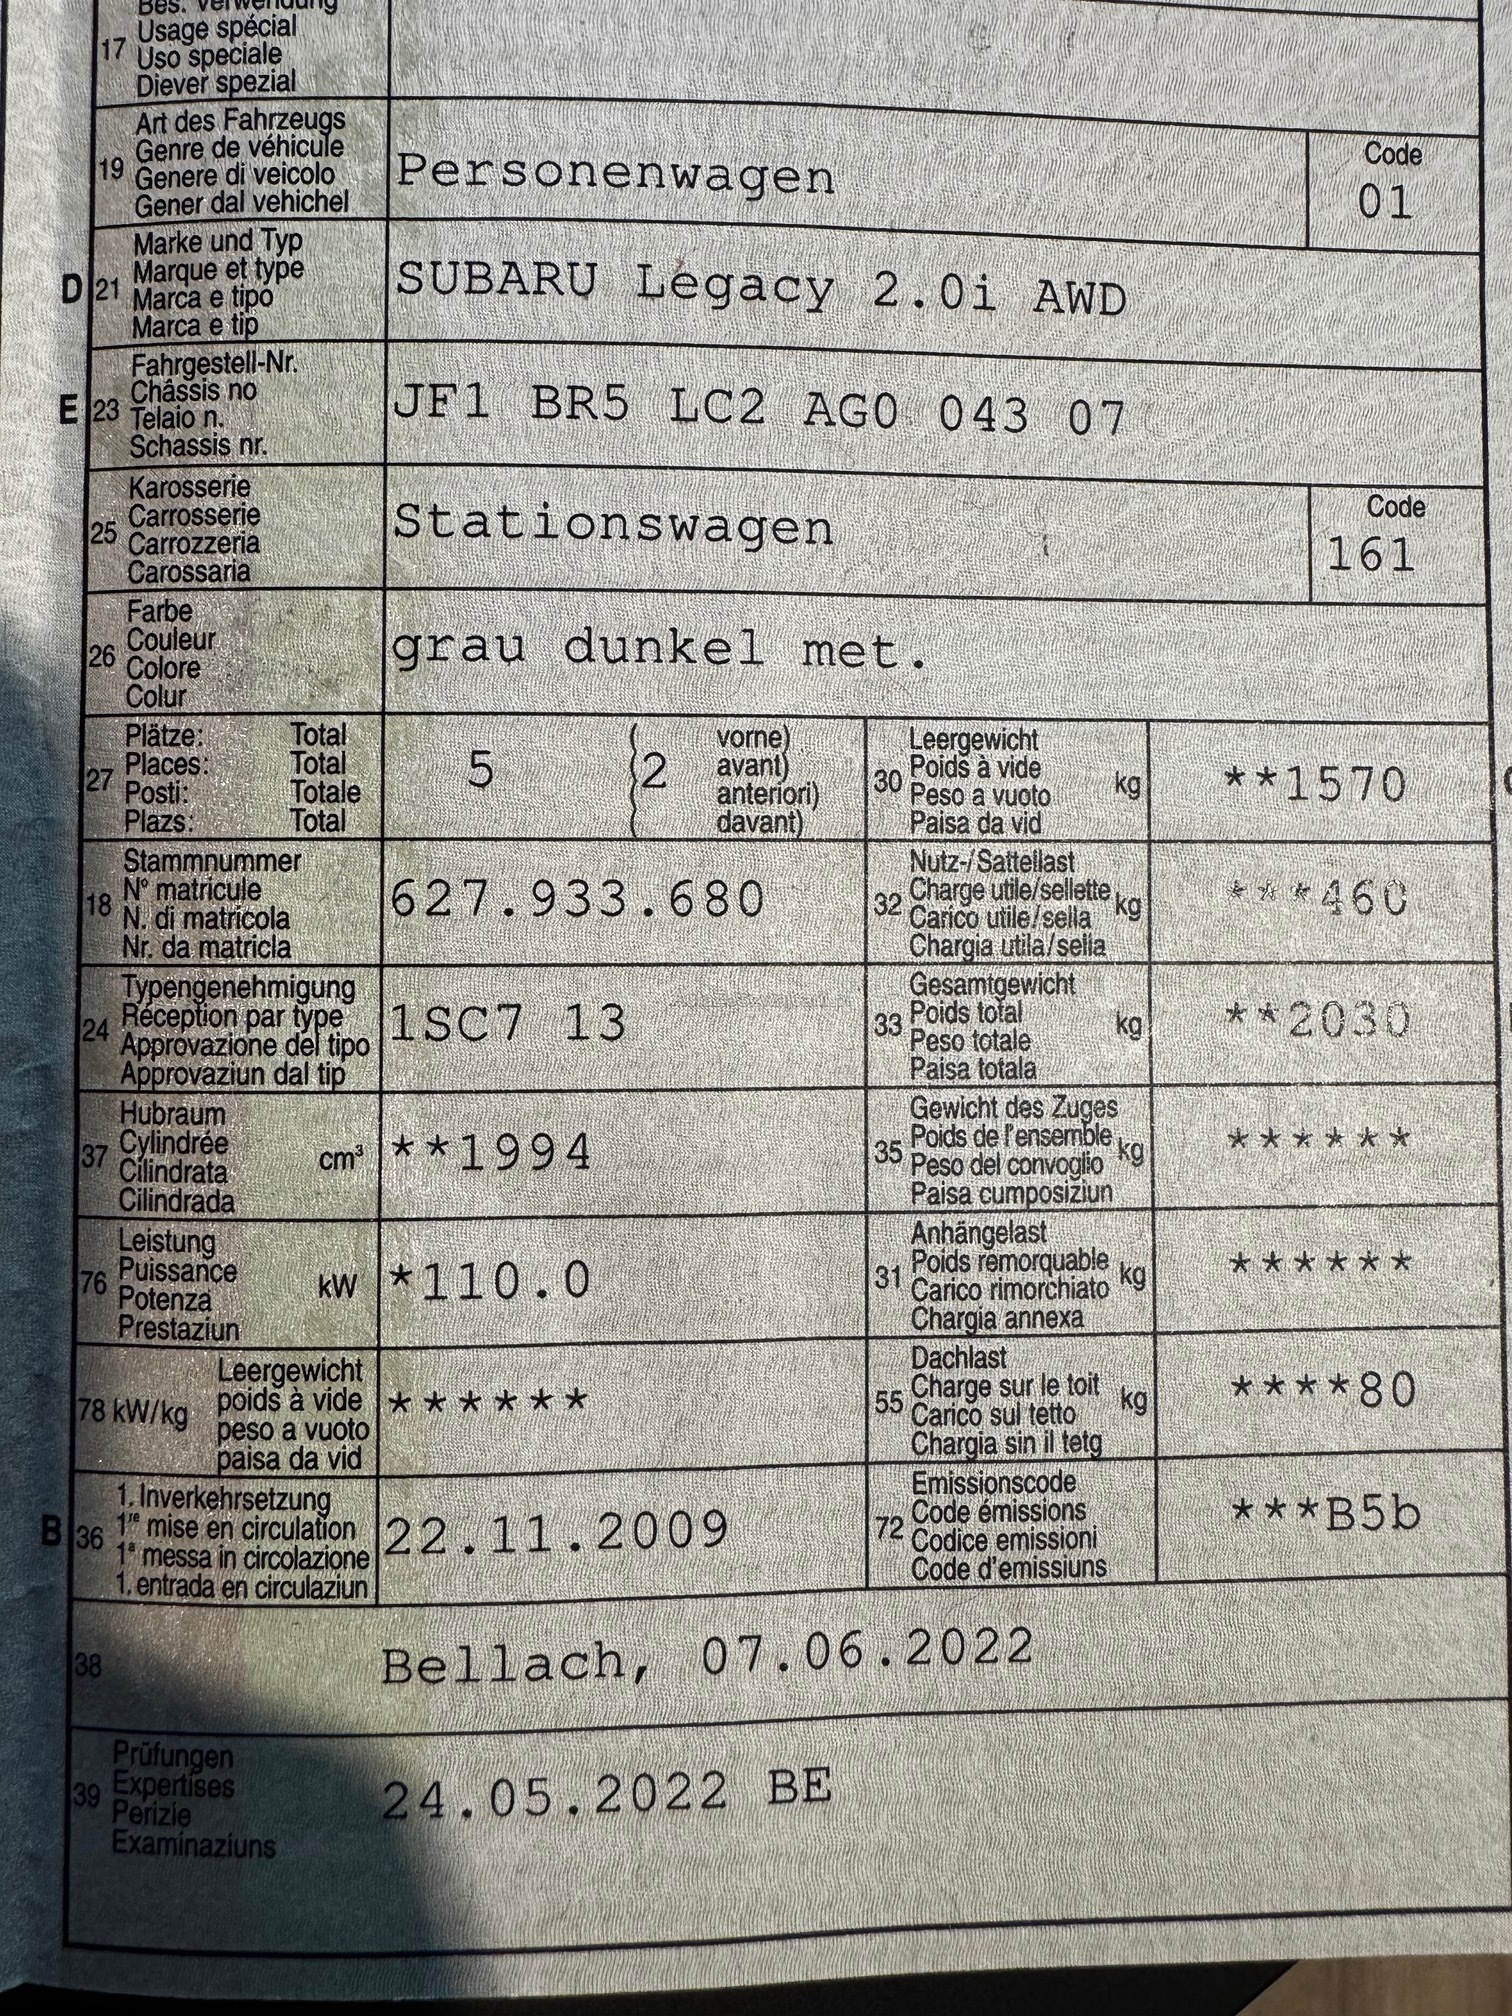 Bes. Verwendung
17 Usage spécial
Uso speciale
Diever spezial
19 Art des Fahrzeugs
Genre de véhicule
Genere di veicolo
Gener dal vehichel
Personenwagen
Code
01
D 21 Marke und Typ
Marque et type
Marca e tipo
Marca e tip
SUBARU Legacy 2.0i AWD
E 23 Fahrgestell-Nr.
Châssis no
Telaio n.
Schassis nr.
JF1 BR5 LC2 AG0 043 07
25 Karosserie
Carrosserie
Carrozzeria
Carossaria
Stationswagen
Code
161
26 Farbe
Couleur
Colore
Colur
grau dunkel met.
27 Plätze: Total
Places: Total
Posti: Totale
Plazs: Total
5 ( 2 vorne)
avant)
anteriori)
davant)
30 Leergewicht
Poids à vide kg
Peso a vuoto
Paisa da vid
**1570
18 Stammnummer
N° matricule
N. di matricola
Nr. da matricla
627.933.680
32 Nutz-/Sattellast
Charge utile/sellette kg
Carico utile/sella
Chargia utila/sella
***460
24 Typengenehmigung
Réception par type
Approvazione del tipo
Approvaziun dal tip
1SC7 13
33 Gesamtgewicht
Poids total kg
Peso totale
Paisa totala
**2030
37 Hubraum
Cylindrée cm³
Cilindrata
Cilindrada
**1994
35 Gewicht des Zuges
Poids de l'ensemble kg
Peso del convoglio
Paisa cumposiziun
******
76 Leistung
Puissance kW
Potenza
Prestaziun
*110.0
31 Anhängelast
Poids remorquable kg
Carico rimorchiato
Chargia annexa
******
78 kW/kg Leergewicht
poids à vide
peso a vuoto
paisa da vid
******
55 Dachlast
Charge sur le toit kg
Carico sul tetto
Chargia sin il tetg
****80
B 36 1. Inverkehrsetzung
1re mise en circulation
1a messa in circolazione
1. entrada en circulaziun
22.11.2009
72 Emissionscode
Code émissions
Codice emissioni
Code d'emissiuns
***B5b
38 Bellach, 07.06.2022
39 Prüfungen
Expertises
Perizie
Examinaziuns
24.05.2022 BE